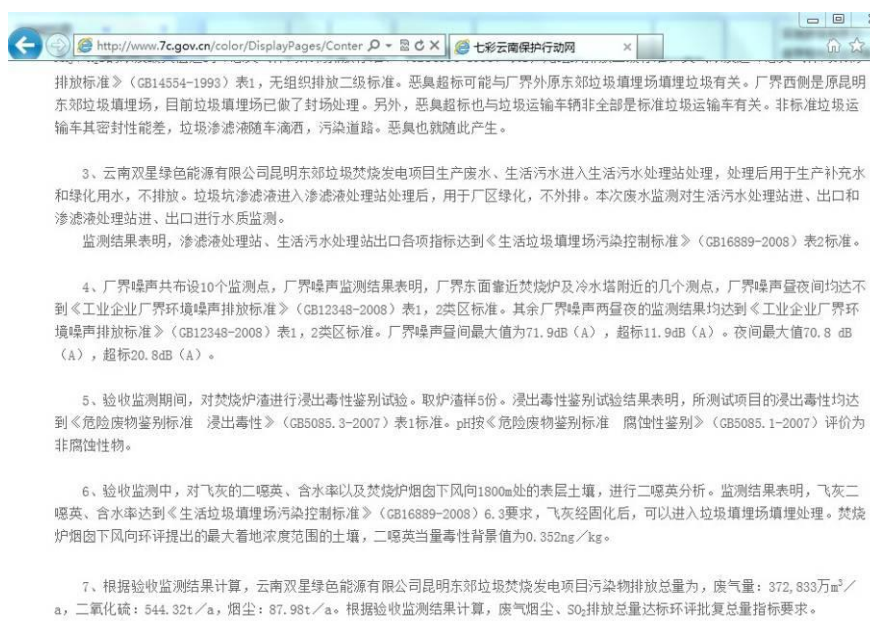 http://www.7c.gov.cn/color/DisplayPages/Conter
七彩云南保护行动网
排放标准》（GB14554-1993）表1，无组织排放二级标准。恶臭超标可能与厂界外原东郊垃圾填埋场填埋垃圾有关。厂界西侧是原昆明
东郊垃圾填埋场，目前垃圾填埋场已做了封场处理。另外，恶臭超标也与垃圾运输车辆非全部是标准垃圾运输车有关。非标准垃圾运
输车其密封性能差，垃圾渗滤液随车滴洒，污染道路。恶臭也就随此产生。
3、云南双星绿色能源有限公司昆明东郊垃圾焚烧发电项目生产废水、生活污水进入生活污水处理站处理，处理后用于生产补充水
和绿化用水，不排放。垃圾坑渗滤液进入渗滤液处理站处理后，用于厂区绿化，不外排。本次废水监测对生活污水处理站进、出口和
渗滤液处理站进、出口进行水质监测。
监测结果表明，渗滤液处理站、生活污水处理站出口各项指标达到《生活垃圾填埋场污染控制标准》（GB16889-2008）表2标准。
4、厂界噪声共布设10个监测点，厂界噪声监测结果表明，厂界东面靠近焚烧炉及冷水塔附近的几个测点，厂界噪声昼夜间均达不
到《工业企业厂界环境噪声排放标准》（GB12348-2008）表1，2类区标准。其余厂界噪声两昼夜的监测结果均达到《工业企业厂界环
境噪声排放标准》（GB12348-2008）表1，2类区标准。厂界噪声昼间最大值为71.9dB（A），超标11.9dB（A）。夜间最大值70.8 dB
（A），超标20.8dB（A）。
5、验收监测期间，对焚烧炉渣进行浸出毒性鉴别试验。取炉渣样5份。浸出毒性鉴别试验结果表明，所测试项目的浸出毒性均达
到《危险废物鉴别标准　浸出毒性》（GB5085.3-2007）表1标准。pH按《危险废物鉴别标准　腐蚀性鉴别》（GB5085.1-2007）评价为
非腐蚀性物。
6、验收监测中，对飞灰的二噁英、含水率以及焚烧炉烟囱下风向1800m处的表层土壤，进行二噁英分析。监测结果表明，飞灰二
噁英、含水率达到《生活垃圾填埋场污染控制标准》（GB16889-2008）6.3要求，飞灰经固化后，可以进入垃圾填埋场填埋处理。焚烧
炉烟囱下风向环评提出的最大着地浓度范围的土壤，二噁英当量毒性背景值为0.352ng／kg。
7、根据验收监测结果计算，云南双星绿色能源有限公司昆明东郊垃圾焚烧发电项目污染物排放总量为，废气量：372,833万m³／
a，二氧化硫：544.32t／a，烟尘：87.98t／a。根据验收监测结果计算，废气烟尘、SO₂排放总量达标环评批复总量指标要求。